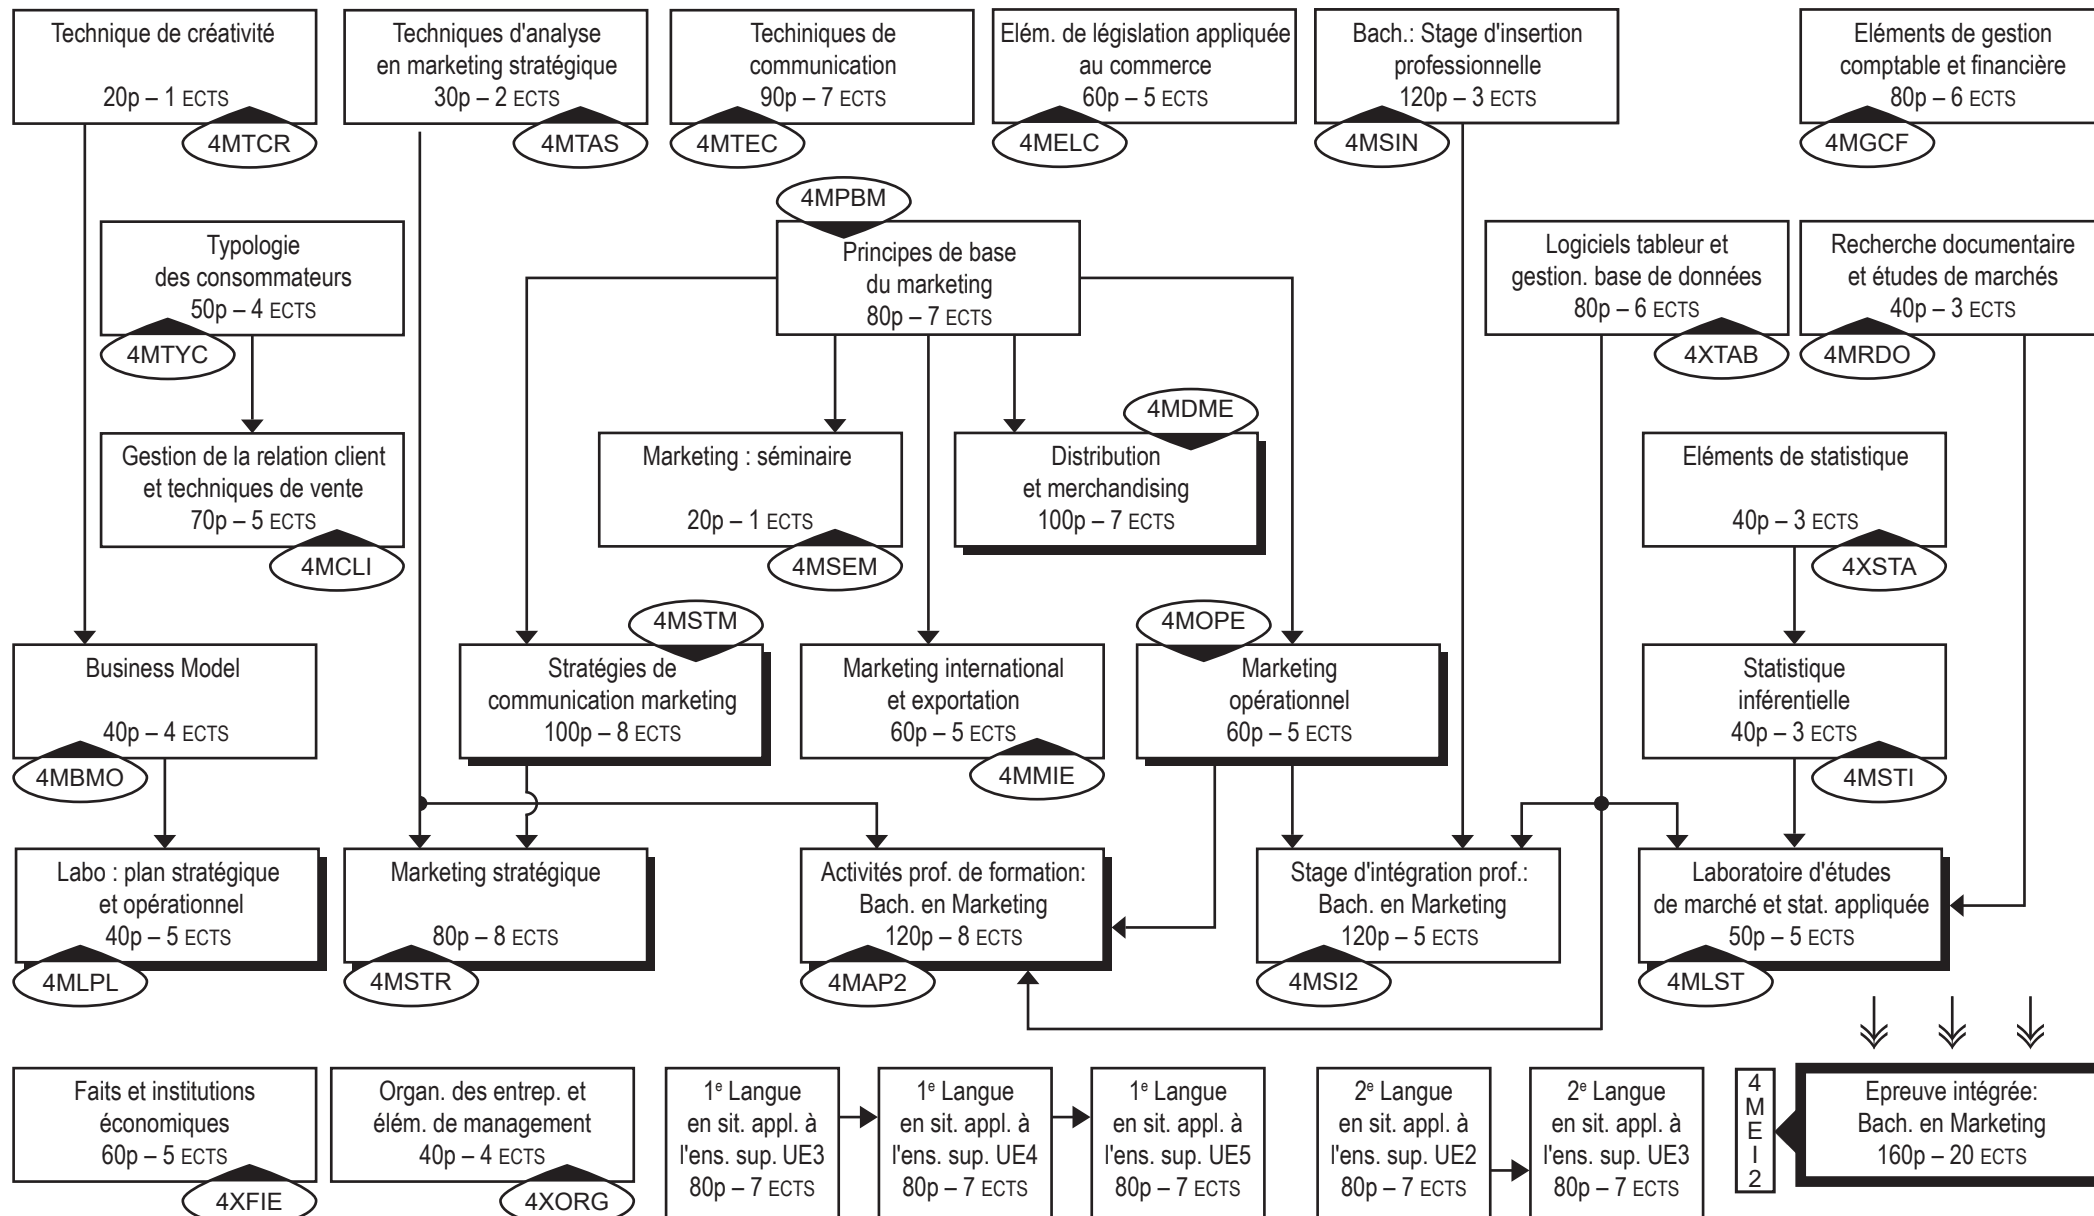 Technique de créativité
20p – 1 ECTS
4MTCR
Techniques d'analyse
en marketing stratégique
30p – 2 ECTS
4MTAS
Techiniques de
communication
90p – 7 ECTS
4MTEC
Elém. de législation appliquée
au commerce
60p – 5 ECTS
4MELC
Bach.: Stage d'insertion
professionnelle
120p – 3 ECTS
4MSIN
Eléments de gestion
comptable et financière
80p – 6 ECTS
4MGCF
Typologie
des consommateurs
50p – 4 ECTS
4MTYC
4MPBM
Principes de base
du marketing
80p – 7 ECTS
Logiciels tableur et
gestion. base de données
80p – 6 ECTS
4XTAB
Recherche documentaire
et études de marchés
40p – 3 ECTS
4MRDO
Gestion de la relation client
et techniques de vente
70p – 5 ECTS
4MCLI
Marketing : séminaire
20p – 1 ECTS
4MSEM
4MDME
Distribution
et merchandising
100p – 7 ECTS
Eléments de statistique
40p – 3 ECTS
4XSTA
Business Model
40p – 4 ECTS
4MBMO
4MSTM
Stratégies de
communication marketing
100p – 8 ECTS
Marketing international
et exportation
60p – 5 ECTS
4MMIE
4MOPE
Marketing
opérationnel
60p – 5 ECTS
Statistique
inférentielle
40p – 3 ECTS
4MSTI
Labo : plan stratégique
et opérationnel
40p – 5 ECTS
4MLPL
Marketing stratégique
80p – 8 ECTS
4MSTR
Activités prof. de formation:
Bach. en Marketing
120p – 8 ECTS
4MAP2
Stage d'intégration prof.:
Bach. en Marketing
120p – 5 ECTS
4MSI2
Laboratoire d'études
de marché et stat. appliquée
50p – 5 ECTS
4MLST
Faits et institutions
économiques
60p – 5 ECTS
4XFIE
Organ. des entrep. et
élém. de management
40p – 4 ECTS
4XORG
1e Langue
en sit. appl. à
l'ens. sup. UE3
80p – 7 ECTS
1e Langue
en sit. appl. à
l'ens. sup. UE4
80p – 7 ECTS
1e Langue
en sit. appl. à
l'ens. sup. UE5
80p – 7 ECTS
2e Langue
en sit. appl. à
l'ens. sup. UE2
80p – 7 ECTS
2e Langue
en sit. appl. à
l'ens. sup. UE3
80p – 7 ECTS
4MEI2
Epreuve intégrée:
Bach. en Marketing
160p – 20 ECTS